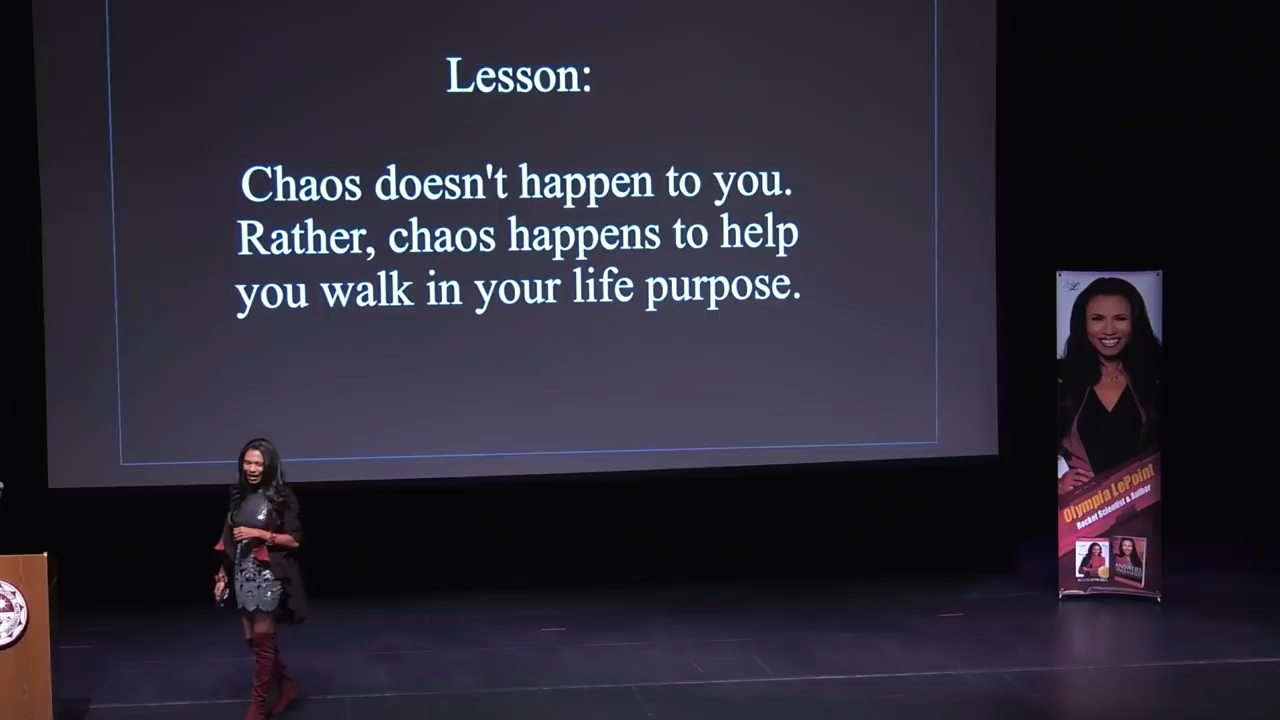 Lesson:
Chaos doesn't happen to you.
Rather, chaos happens to help
you walk in your life purpose.
Olympia LePoint
Rocket Scientist & Author